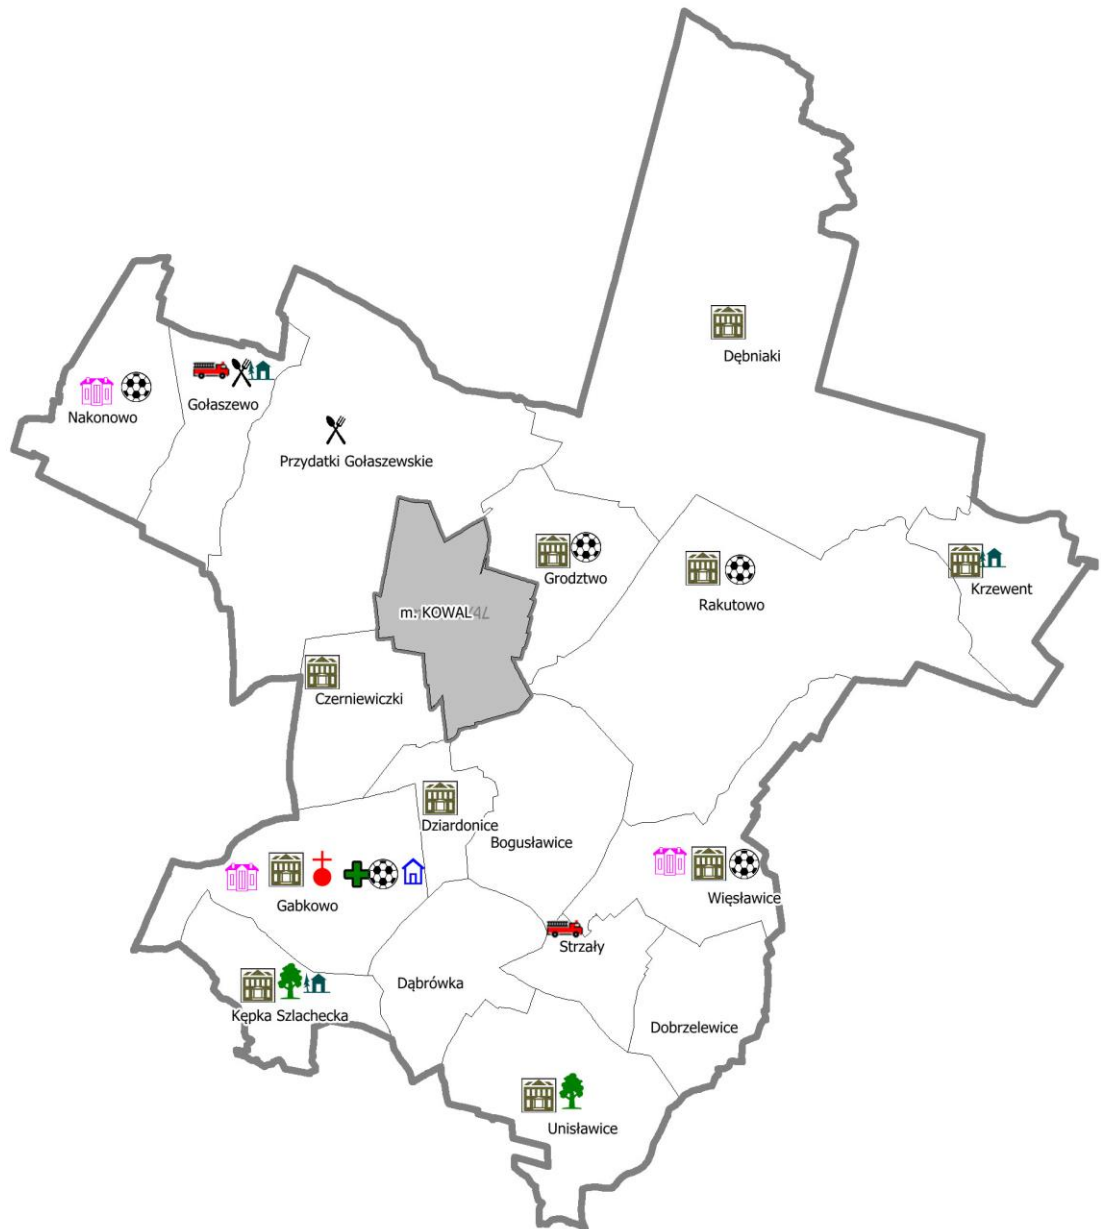 Dębniaki
Nakonowo
Gołaszewo
Przydatki Gołaszewskie
Grodztwo
Rakutowo
Krzewent
m. KOWAL
Czerniewiczki
Dziardonice
Bogusławice
Gabkowo
Więsławice
Strzały
Dąbrówka
Kępka Szlachecka
Dobrzelewice
Unisławice